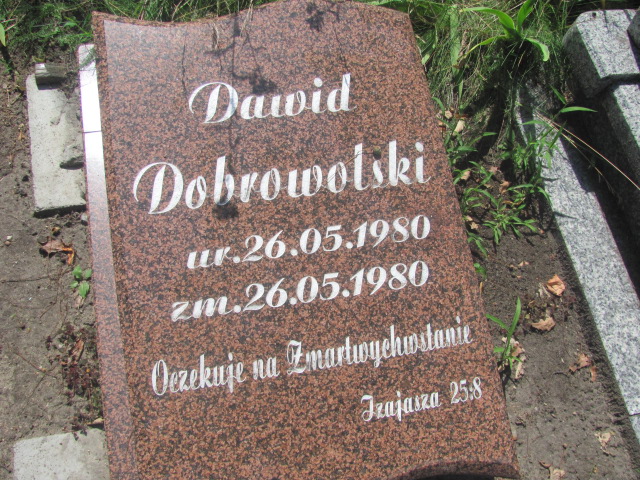 Dawid
Dobrowolski
ur.26.05.1980
zm.26.05.1980
Oczekuje na Zmartwychwstanie
Izajasza 25:8